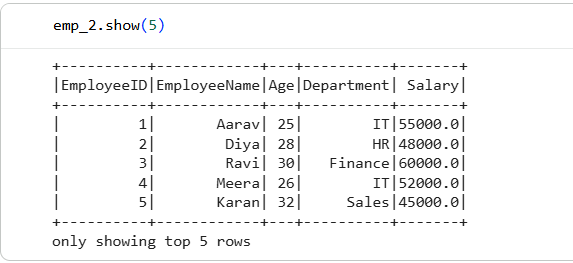 emp_2.show(5)
+----------+------------+---+----------+-------+
|EmployeeID|EmployeeName|Age|Department| Salary|
+----------+------------+---+----------+-------+
|         1|       Aarav| 25|        IT|55000.0|
|         2|        Diya| 28|        HR|48000.0|
|         3|        Ravi| 30|   Finance|60000.0|
|         4|       Meera| 26|        IT|52000.0|
|         5|       Karan| 32|     Sales|45000.0|
+----------+------------+---+----------+-------+
only showing top 5 rows